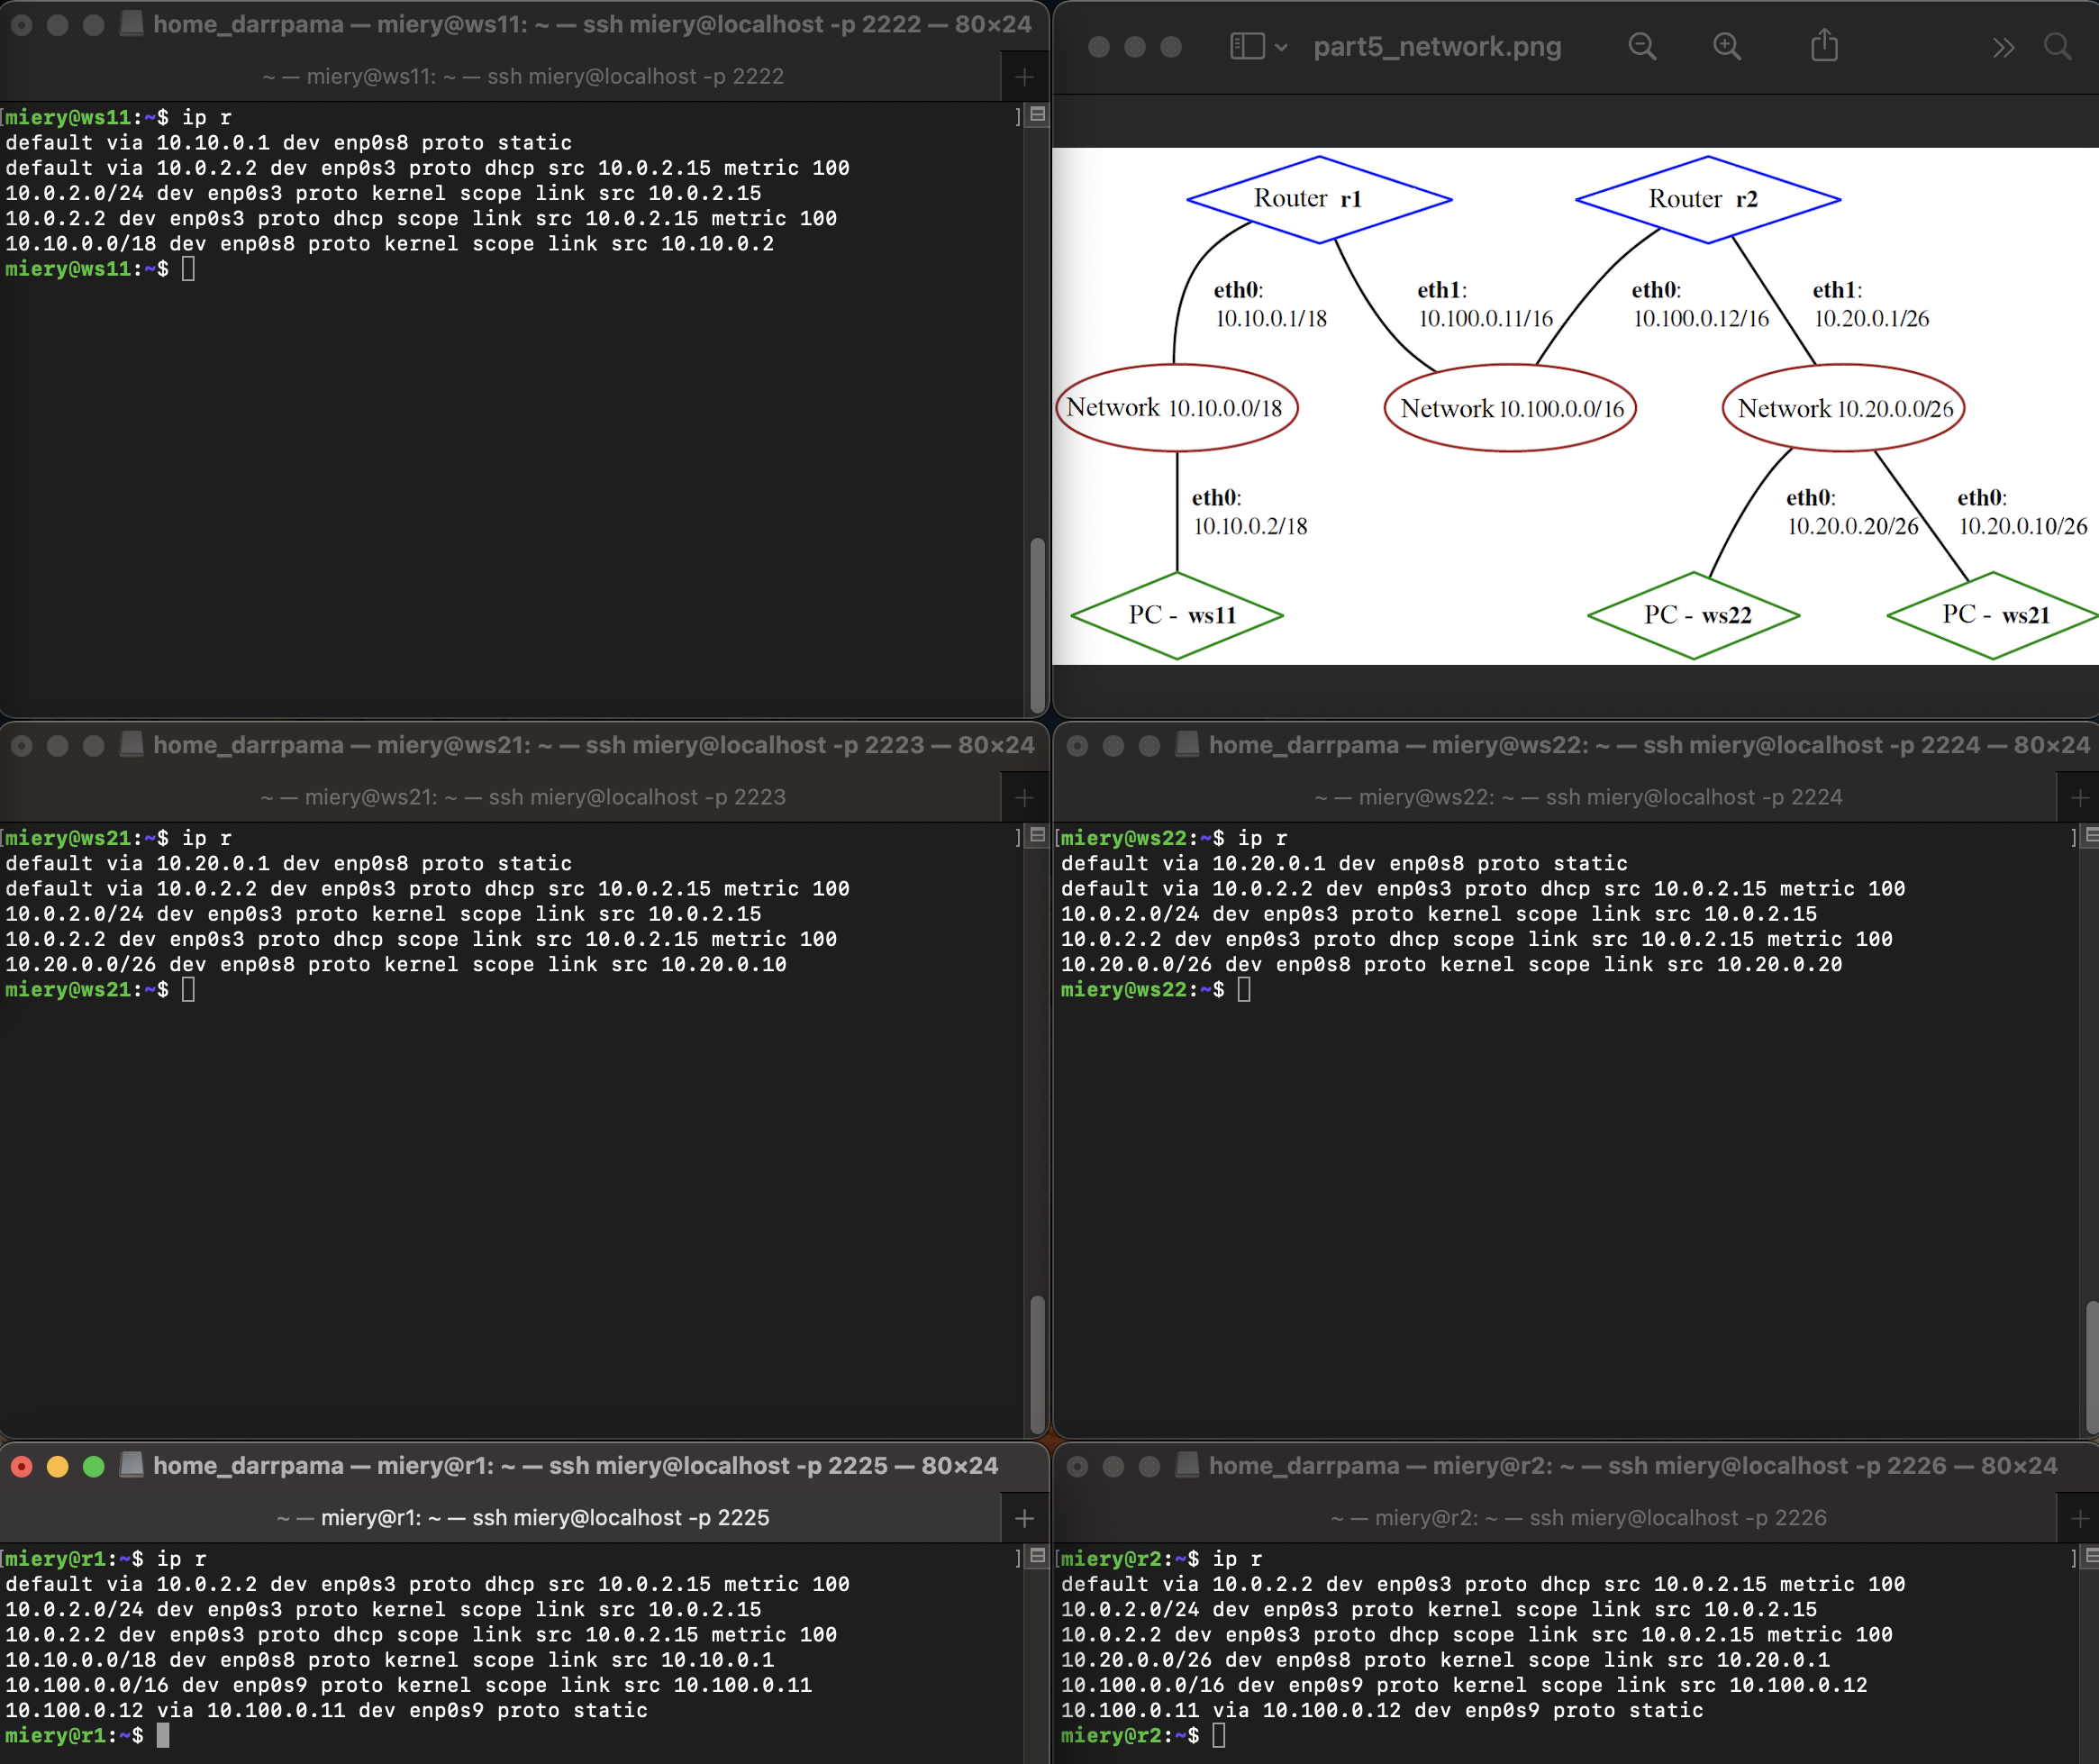 home_darrpama — miery@ws11: ~ — ssh miery@localhost -p 2222 — 80×24
~ — miery@ws11: ~ — ssh miery@localhost -p 2222
[miery@ws11:~$ ip r ]
default via 10.10.0.1 dev enp0s8 proto static
default via 10.0.2.2 dev enp0s3 proto dhcp src 10.0.2.15 metric 100
10.0.2.0/24 dev enp0s3 proto kernel scope link src 10.0.2.15
10.0.2.2 dev enp0s3 proto dhcp scope link src 10.0.2.15 metric 100
10.10.0.0/18 dev enp0s8 proto kernel scope link src 10.10.0.2
miery@ws11:~$
part5_network.png
Router r1
Router r2
eth0:
10.10.0.1/18
eth1:
10.100.0.11/16
eth0:
10.100.0.12/16
eth1:
10.20.0.1/26
Network 10.10.0.0/18
Network 10.100.0.0/16
Network 10.20.0.0/26
eth0:
10.10.0.2/18
eth0:
10.20.0.20/26
eth0:
10.20.0.10/26
PC - ws11
PC - ws22
PC - ws21
home_darrpama — miery@ws21: ~ — ssh miery@localhost -p 2223 — 80×24
~ — miery@ws21: ~ — ssh miery@localhost -p 2223
[miery@ws21:~$ ip r ]
default via 10.20.0.1 dev enp0s8 proto static
default via 10.0.2.2 dev enp0s3 proto dhcp src 10.0.2.15 metric 100
10.0.2.0/24 dev enp0s3 proto kernel scope link src 10.0.2.15
10.0.2.2 dev enp0s3 proto dhcp scope link src 10.0.2.15 metric 100
10.20.0.0/26 dev enp0s8 proto kernel scope link src 10.20.0.10
miery@ws21:~$
home_darrpama — miery@ws22: ~ — ssh miery@localhost -p 2224 — 80×24
~ — miery@ws22: ~ — ssh miery@localhost -p 2224
[miery@ws22:~$ ip r ]
default via 10.20.0.1 dev enp0s8 proto static
default via 10.0.2.2 dev enp0s3 proto dhcp src 10.0.2.15 metric 100
10.0.2.0/24 dev enp0s3 proto kernel scope link src 10.0.2.15
10.0.2.2 dev enp0s3 proto dhcp scope link src 10.0.2.15 metric 100
10.20.0.0/26 dev enp0s8 proto kernel scope link src 10.20.0.20
miery@ws22:~$
home_darrpama — miery@r1: ~ — ssh miery@localhost -p 2225 — 80×24
~ — miery@r1: ~ — ssh miery@localhost -p 2225
[miery@r1:~$ ip r ]
default via 10.0.2.2 dev enp0s3 proto dhcp src 10.0.2.15 metric 100
10.0.2.0/24 dev enp0s3 proto kernel scope link src 10.0.2.15
10.0.2.2 dev enp0s3 proto dhcp scope link src 10.0.2.15 metric 100
10.10.0.0/18 dev enp0s8 proto kernel scope link src 10.10.0.1
10.100.0.0/16 dev enp0s9 proto kernel scope link src 10.100.0.11
10.100.0.12 via 10.100.0.11 dev enp0s9 proto static
miery@r1:~$
home_darrpama — miery@r2: ~ — ssh miery@localhost -p 2226 — 80×24
~ — miery@r2: ~ — ssh miery@localhost -p 2226
[miery@r2:~$ ip r ]
default via 10.0.2.2 dev enp0s3 proto dhcp src 10.0.2.15 metric 100
10.0.2.0/24 dev enp0s3 proto kernel scope link src 10.0.2.15
10.0.2.2 dev enp0s3 proto dhcp scope link src 10.0.2.15 metric 100
10.20.0.0/26 dev enp0s8 proto kernel scope link src 10.20.0.1
10.100.0.0/16 dev enp0s9 proto kernel scope link src 10.100.0.12
10.100.0.11 via 10.100.0.12 dev enp0s9 proto static
miery@r2:~$